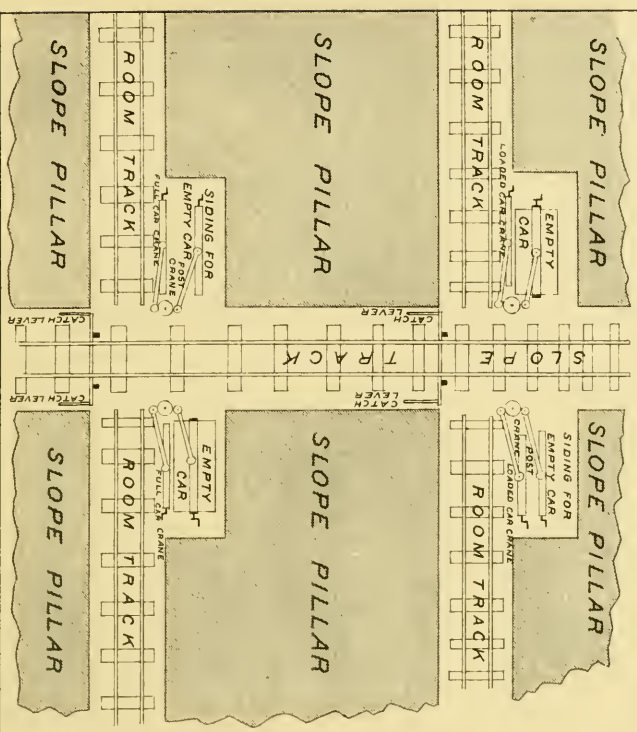 SLOPE PILLAR
ROOM TRACK
SLOPE PILLAR
ROOM TRACK
SLOPE PILLAR
FULL CAR CRANE
SIDING FOR
EMPTY CAR
POST
CRANE
LOADED CAR CRANE
EMPTY
CAR
CATCH LEVER
CATCH LEVER
SLOPE TRACK
CATCH LEVER
CATCH
LEVER
EMPTY
CAR
FULL CAR CRANE
SIDING FOR
EMPTY CAR
POST
CRANE
LOADED CAR CRANE
SLOPE PILLAR
ROOM TRACK
SLOPE PILLAR
ROOM TRACK
SLOPE PILLAR